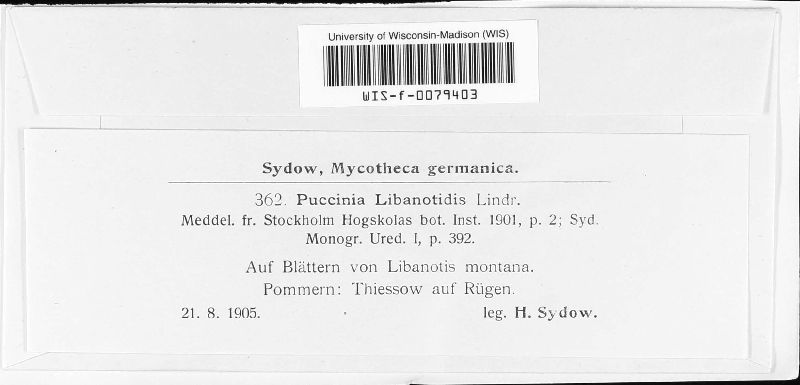 University of Wisconsin-Madison (WIS)
WIS-f-0079403
Sydow, Mycotheca germanica.
362. Puccinia Libanotidis Lindr.
Meddel. fr. Stockholm Hogskolas bot. Inst. 1901, p. 2; Syd.
Monogr. Ured. I, p. 392.
Auf Blättern von Libanotis montana.
Pommern: Thiessow auf Rügen.
21. 8. 1905. leg. H. Sydow.